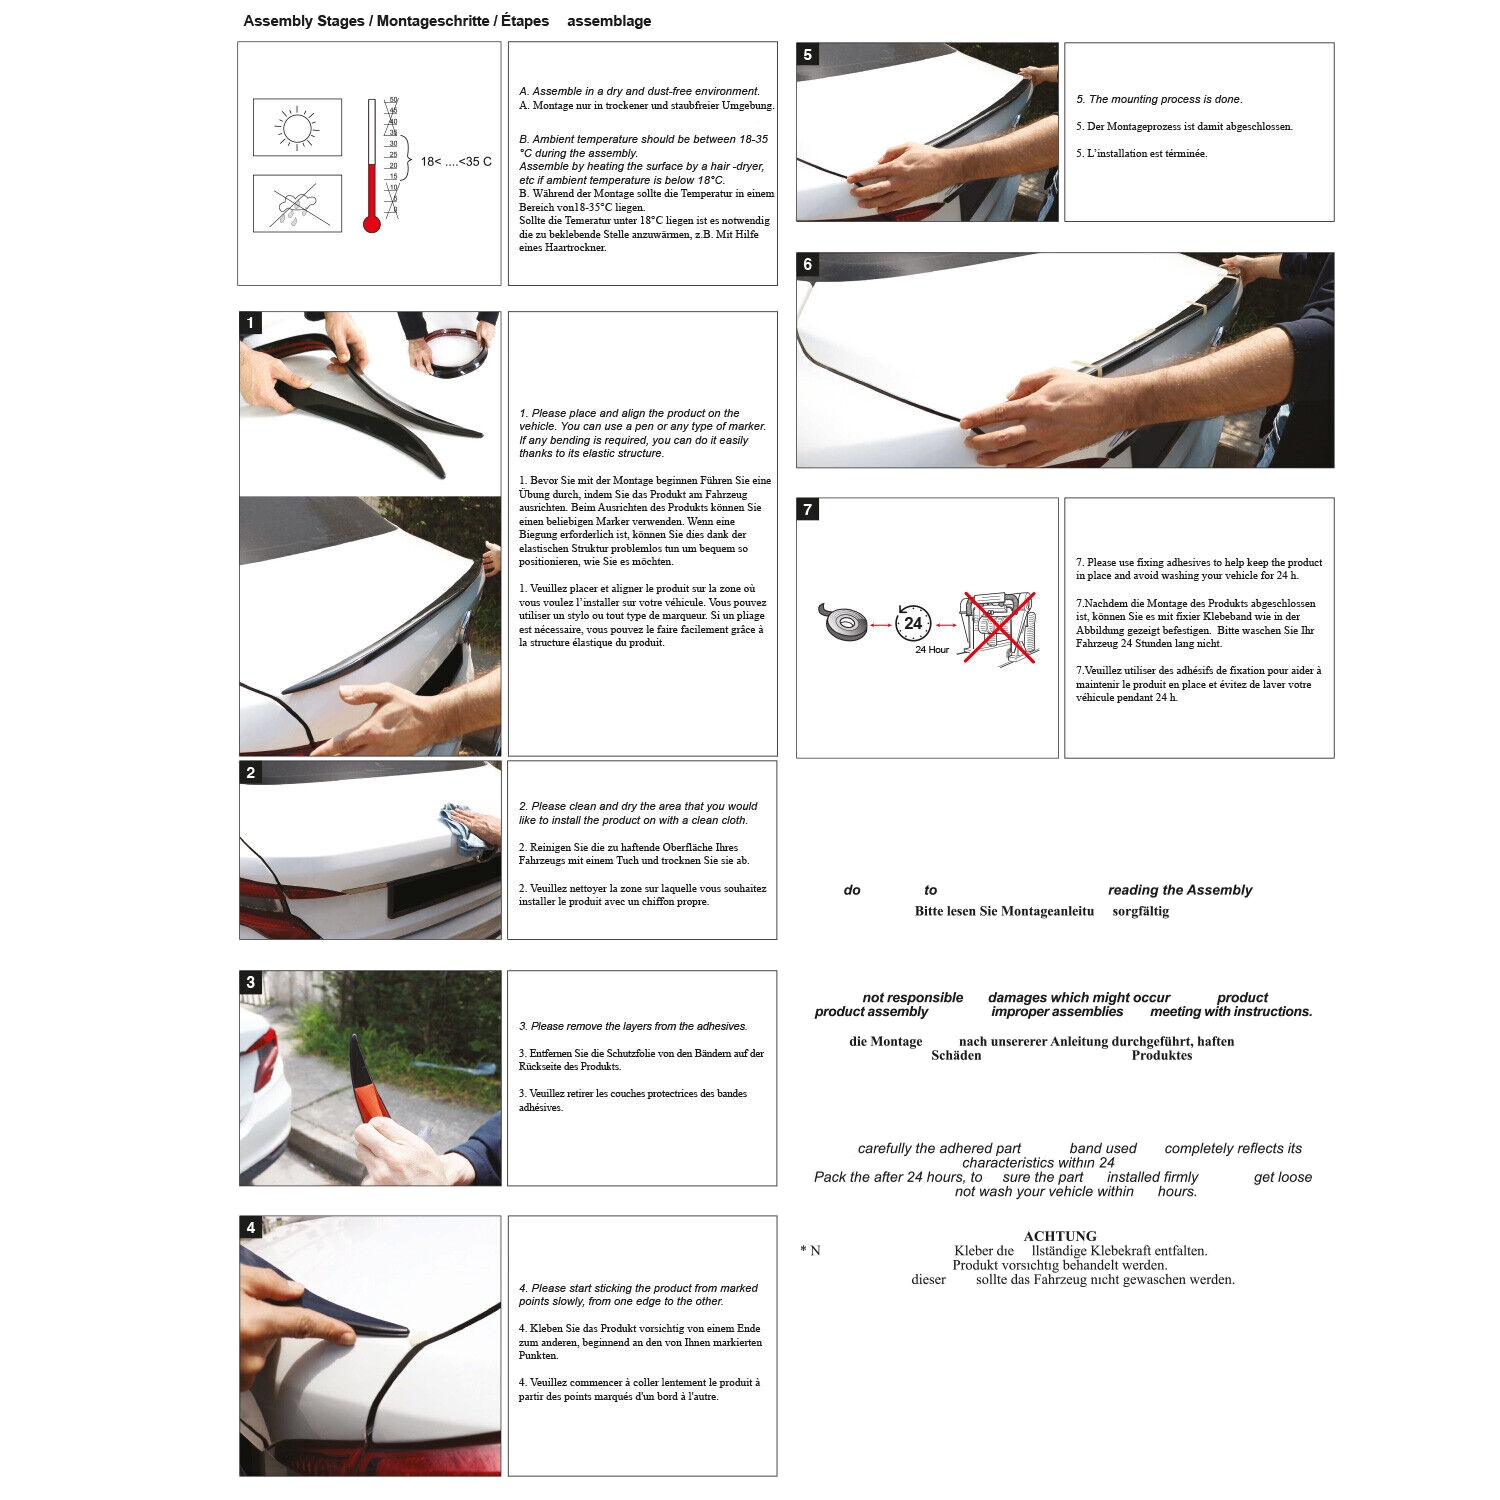 Assembly Stages / Montageschritte / Étapes assemblage
50
45
40
35
30
25
20
15
10
5
0
18< ....<35 C
A. Assemble in a dry and dust-free environment.
A. Montage nur in trockener und staubfreier Umgebung.
B. Ambient temperature should be between 18-35
°C during the assembly.
Assemble by heating the surface by a hair -dryer,
etc if ambient temperature is below 18°C.
B. Während der Montage sollte die Temperatur in einem
Bereich von18-35°C liegen.
Sollte die Temeratur unter 18°C liegen ist es notwendig
die zu beklebende Stelle anzuwärmen, z.B. Mit Hilfe
eines Haartrockner.
1
1. Please place and align the product on the
vehicle. You can use a pen or any type of marker.
If any bending is required, you can do it easily
thanks to its elastic structure.
1. Bevor Sie mit der Montage beginnen Führen Sie eine
Übung durch, indem Sie das Produkt am Fahrzeug
ausrichten. Beim Ausrichten des Produkts können Sie
einen beliebigen Marker verwenden. Wenn eine
Biegung erforderlich ist, können Sie dies dank der
elastischen Struktur problemlos tun um bequem so
positionieren, wie Sie es möchten.
1. Veuillez placer et aligner le produit sur la zone où
vous voulez l'installer sur votre véhicule. Vous pouvez
utiliser un stylo ou tout type de marqueur. Si un pliage
est nécessaire, vous pouvez le faire facilement grâce à
la structure élastique du produit.
2
2. Please clean and dry the area that you would
like to install the product on with a clean cloth.
2. Reinigen Sie die zu haftende Oberfläche Ihres
Fahrzeugs mit einem Tuch und trocknen Sie sie ab.
2. Veuillez nettoyer la zone sur laquelle vous souhaitez
installer le produit avec un chiffon propre.
3
3. Please remove the layers from the adhesives.
3. Entfernen Sie die Schutzfolie von den Bändern auf der
Rückseite des Produkts.
3. Veuillez retirer les couches protectrices des bandes
adhésives.
4
4. Please start sticking the product from marked
points slowly, from one edge to the other.
4. Kleben Sie das Produkt vorsichtig von einem Ende
zum anderen, beginnend an den von Ihnen markierten
Punkten.
4. Veuillez commencer à coller lentement le produit à
partir des points marqués d'un bord à l'autre.
5
5. The mounting process is done.
5. Der Montageprozess ist damit abgeschlossen.
5. L'installation est términée.
6
7
24
24 Hour
7. Please use fixing adhesives to help keep the product
in place and avoid washing your vehicle for 24 h.
7.Nachdem die Montage des Produkts abgeschlossen
ist, können Sie es mit fixier Klebeband wie in der
Abbildung gezeigt befestigen. Bitte waschen Sie Ihr
Fahrzeug 24 Stunden lang nicht.
7.Veuillez utiliser des adhésifs de fixation pour aider à
maintenir le produit en place et évitez de laver votre
véhicule pendant 24 h.
do to reading the Assembly
Bitte lesen Sie Montageanleitu sorgfältig
not responsible damages which might occur product
product assembly improper assemblies meeting with instructions.
die Montage nach unsererer Anleitung durchgeführt, haften
Schäden Produktes
carefully the adhered part band used completely reflects its
characteristics within 24
Pack the after 24 hours, to sure the part installed firmly get loose
not wash your vehicle within hours.
ACHTUNG
* N Kleber die llständige Klebekraft entfalten.
Produkt vorsichtig behandelt werden.
dieser sollte das Fahrzeug nicht gewaschen werden.